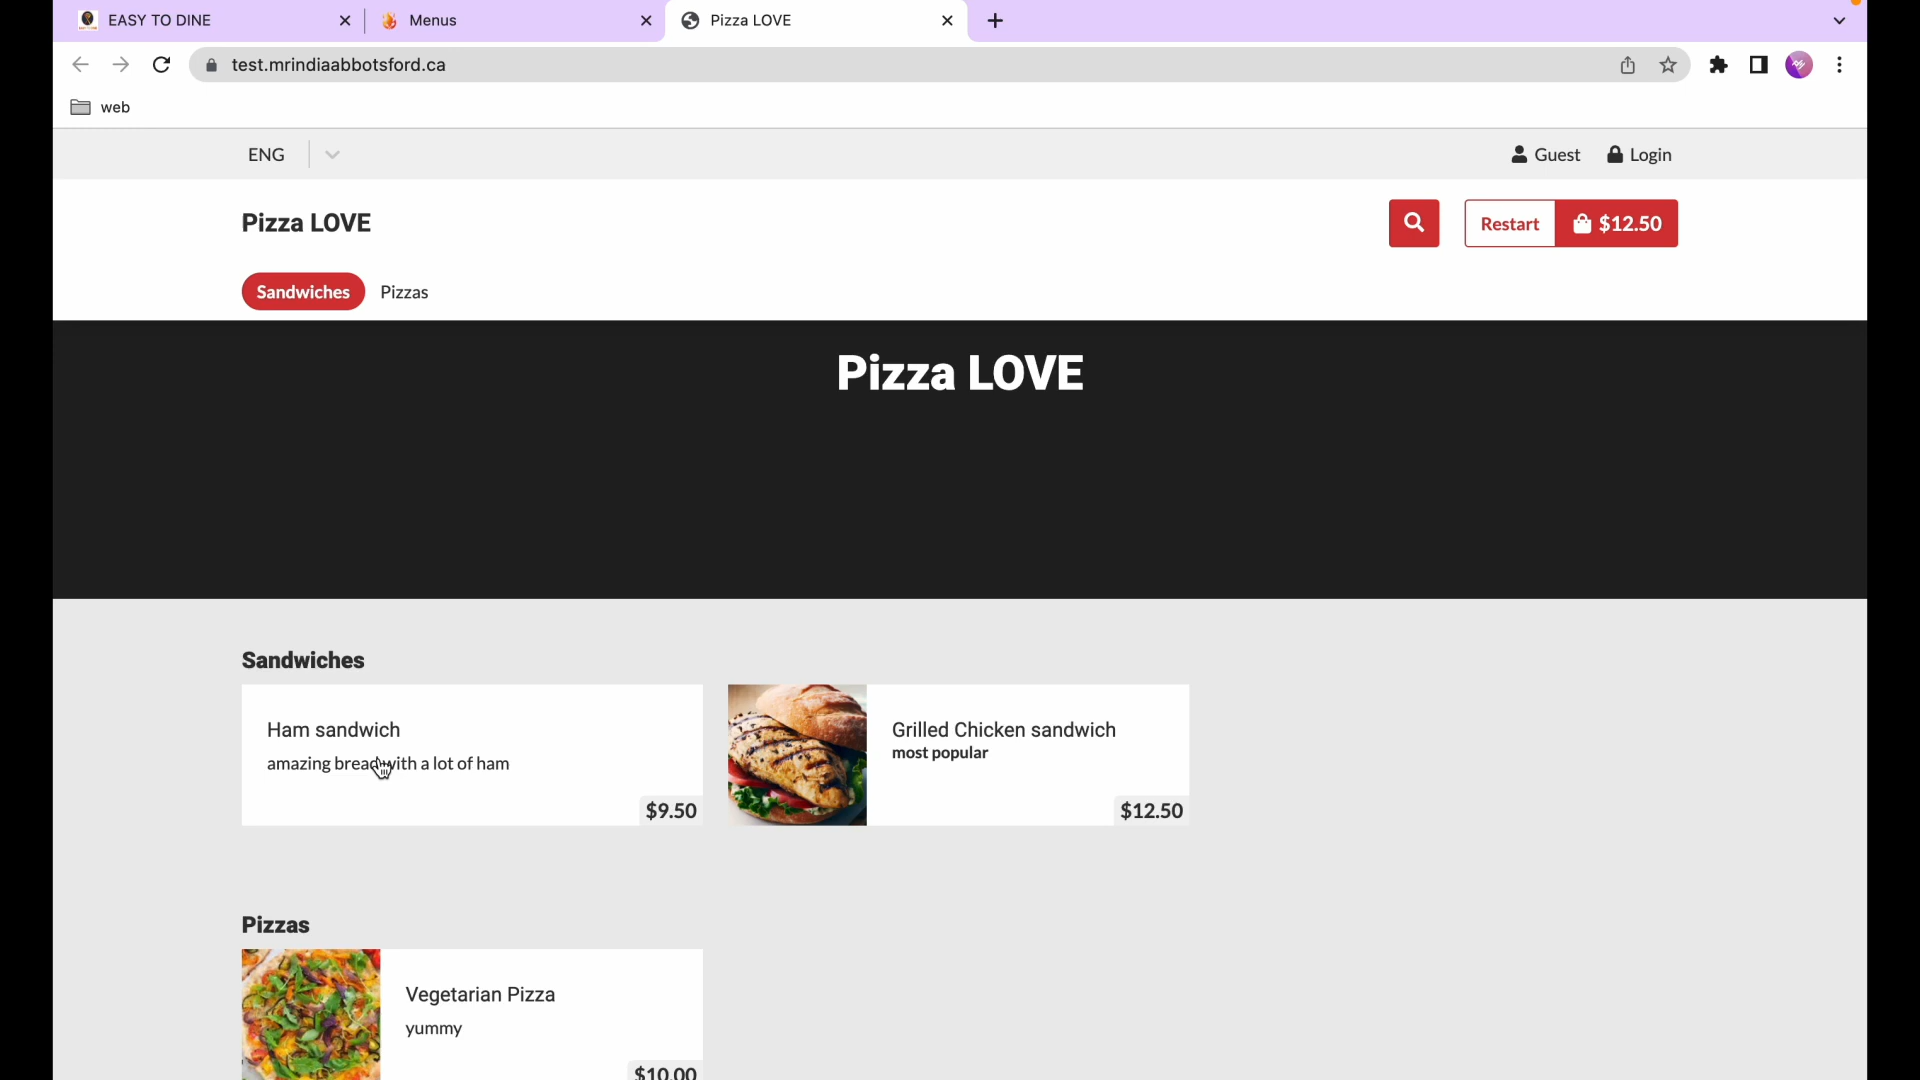 EASY TO DINE
Menus
Pizza LOVE
test.mrindiaabbotsford.ca
web
ENG
Guest
Login
Pizza LOVE
Restart
$12.50
Sandwiches
Pizzas
Pizza LOVE
Sandwiches
Ham sandwich
amazing bread with a lot of ham
$9.50
Grilled Chicken sandwich
most popular
$12.50
Pizzas
Vegetarian Pizza
yummy
$10.00